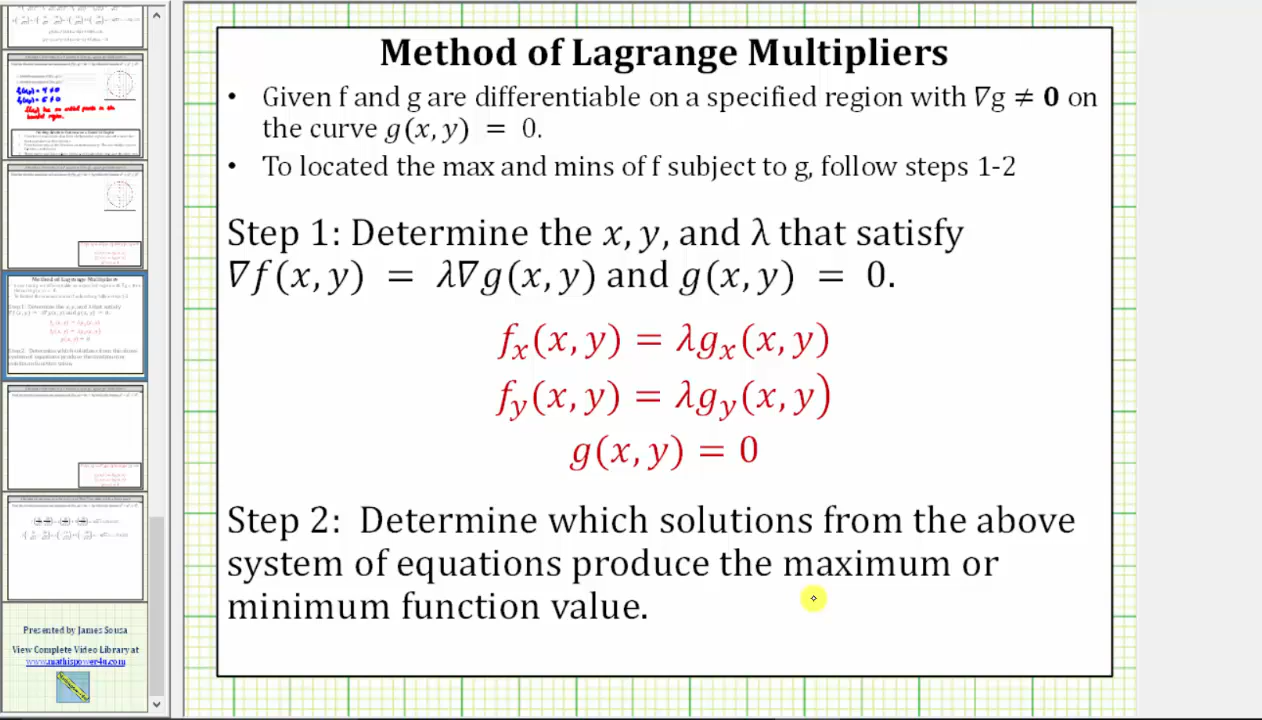 Method of Lagrange Multipliers
• Given f and g are differentiable on a specified region with ∇g ≠ 0 on
the curve g(x, y) = 0.
• To located the max and mins of f subject to g, follow steps 1-2
Step 1: Determine the x, y, and λ that satisfy
∇f(x, y) = λ∇g(x, y) and g(x, y) = 0.
fₓ(x, y) = λgₓ(x, y)
f_y(x, y) = λg_y(x, y)
g(x, y) = 0
Step 2: Determine which solutions from the above
system of equations produce the maximum or
minimum function value.
Presented by James Sousa
View Complete Video Library at
www.mathispower4u.com